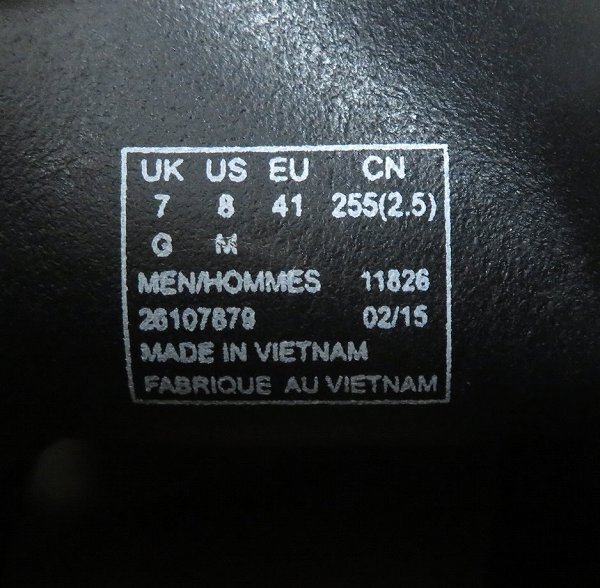 UK US EU CN
7 8 41 255(2.5)
G M
MEN/HOMMES 11826
26107879
02/15
MADE IN VIETNAM
FABRIQUE AU VIETNAM